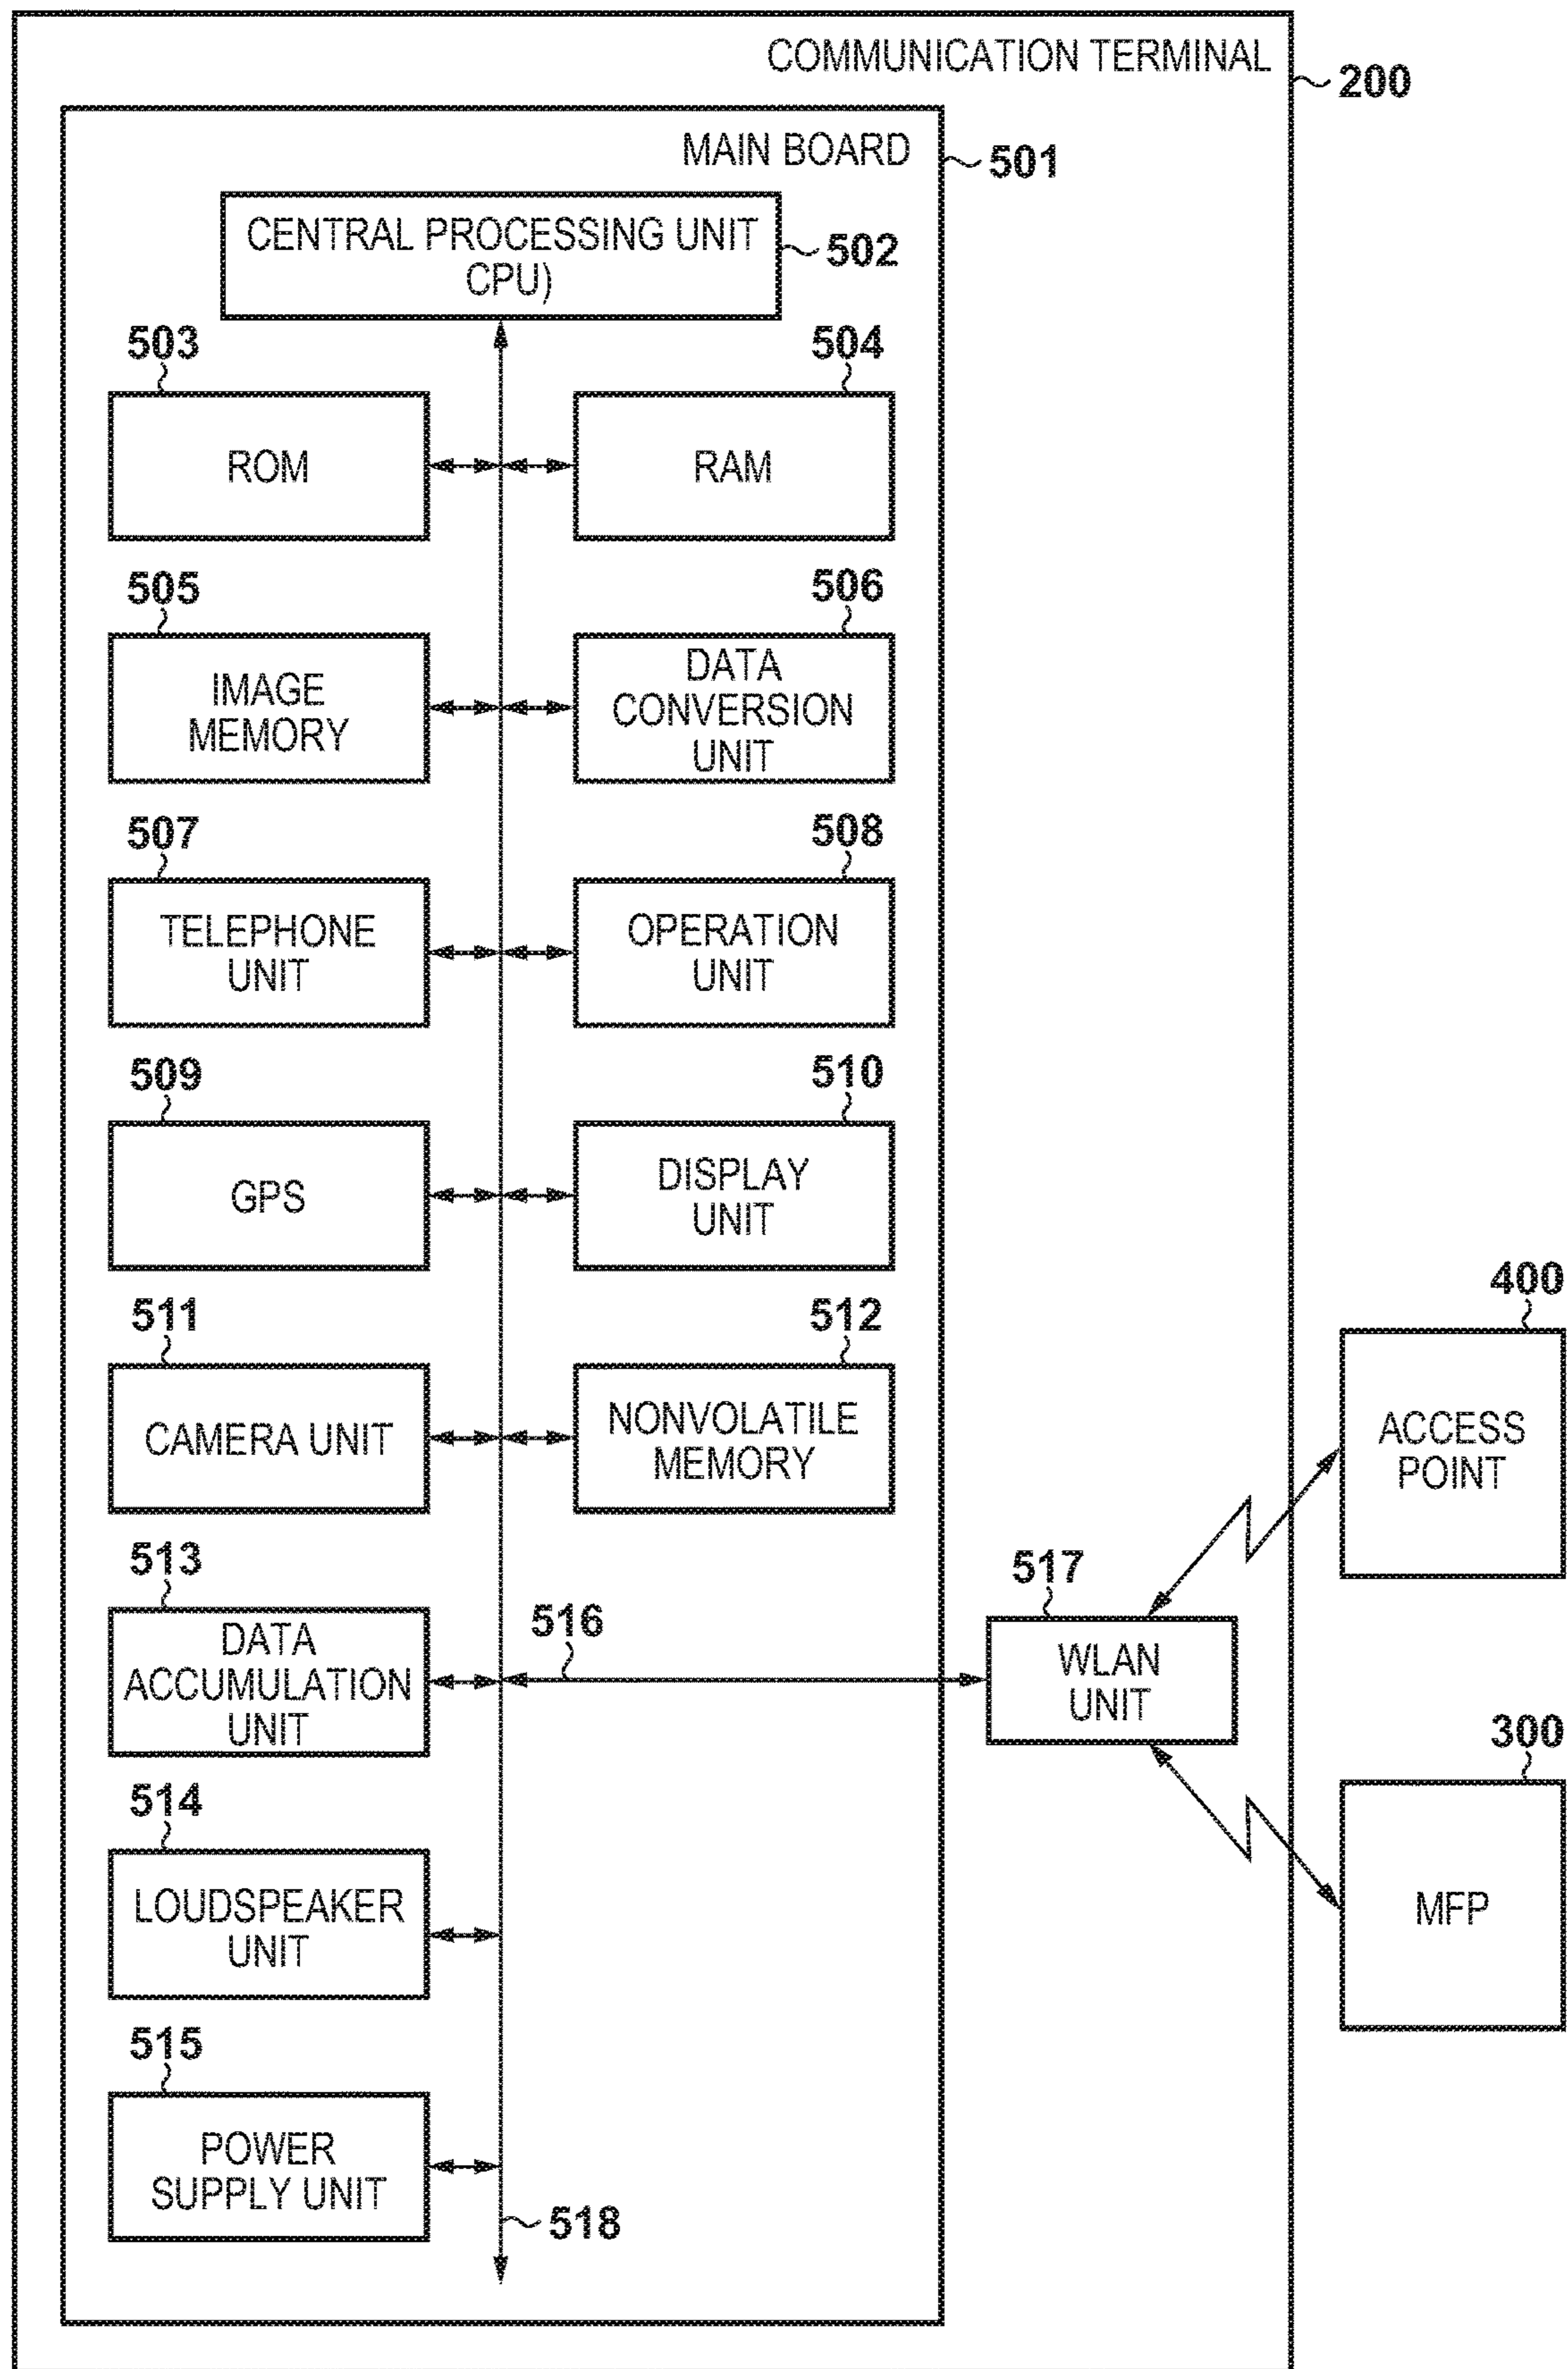 COMMUNICATION TERMINAL
200
MAIN BOARD
501
CENTRAL PROCESSING UNIT
CPU)
502
503
ROM
504
RAM
505
IMAGE
MEMORY
506
DATA
CONVERSION
UNIT
507
TELEPHONE
UNIT
508
OPERATION
UNIT
509
GPS
510
DISPLAY
UNIT
511
CAMERA UNIT
512
NONVOLATILE
MEMORY
400
ACCESS
POINT
513
DATA
ACCUMULATION
UNIT
516
517
WLAN
UNIT
300
MFP
514
LOUDSPEAKER
UNIT
515
POWER
SUPPLY UNIT
518